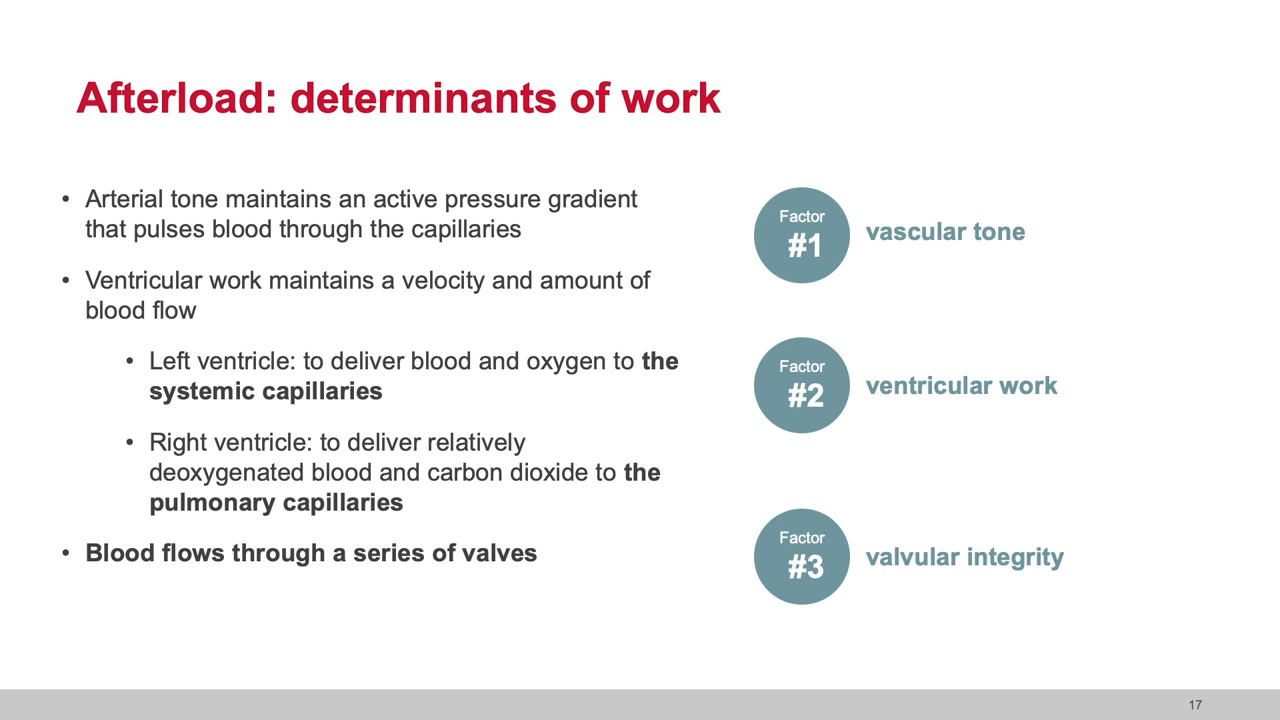 Afterload: determinants of work
• Arterial tone maintains an active pressure gradient
that pulses blood through the capillaries
• Ventricular work maintains a velocity and amount of
blood flow
• Left ventricle: to deliver blood and oxygen to the
systemic capillaries
• Right ventricle: to deliver relatively
deoxygenated blood and carbon dioxide to the
pulmonary capillaries
• Blood flows through a series of valves
Factor
#1
vascular tone
Factor
#2
ventricular work
Factor
#3
valvular integrity
17